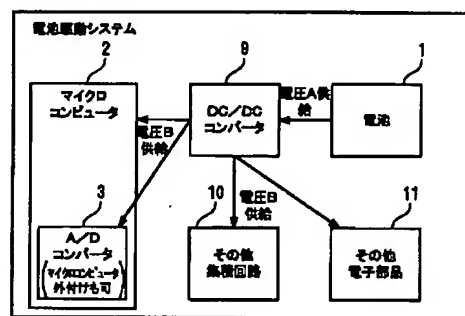 電池駆動システム
2
9
1
マイクロ
コンピュータ
DC/DC
コンバータ
電圧A供
給
電池
電圧B
供給
3
A/D
コンバータ
(マイクロコンピュータ
外付けも可)
10
電圧B
供給
11
その他
集積回路
その他
電子部品